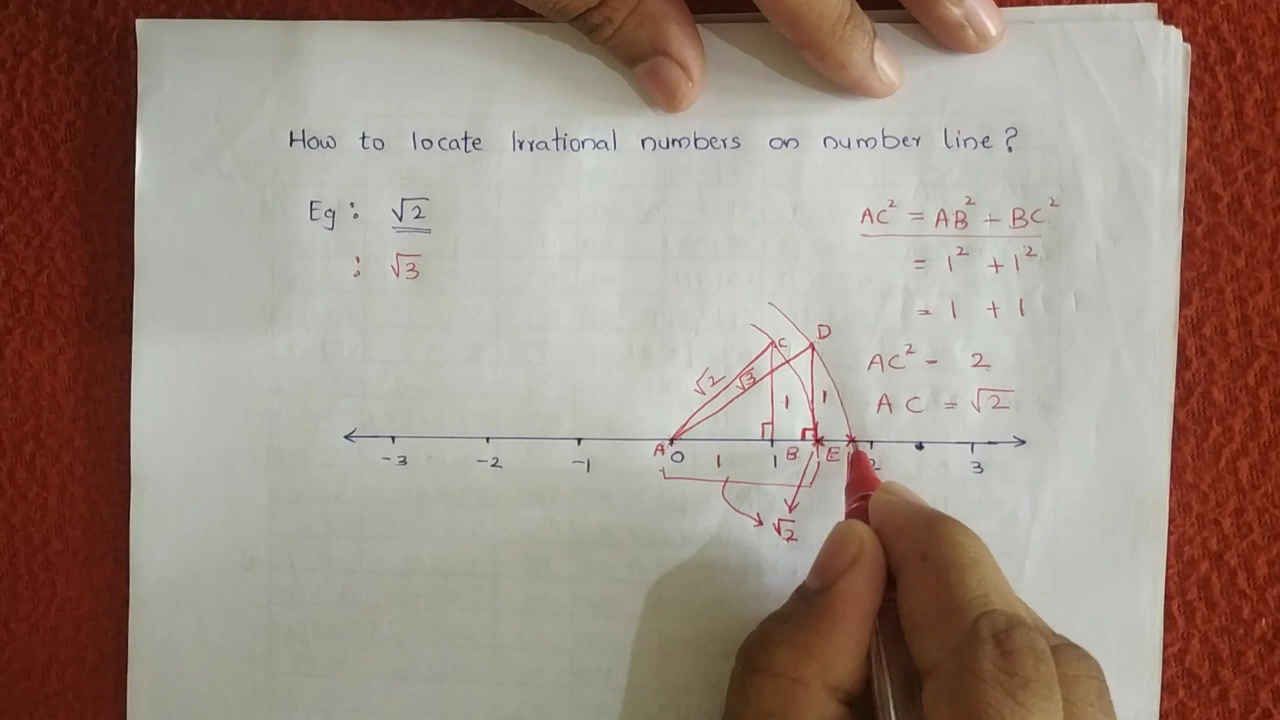 How to locate Irrational numbers on number line?
Eg : √2
: √3
AC² = AB² + BC²
= 1² + 1²
= 1 + 1
AC² - 2
AC = √2
C D
√2 √3 1 1
A B E
-3 -2 -1 0 1 1 2 3
√2